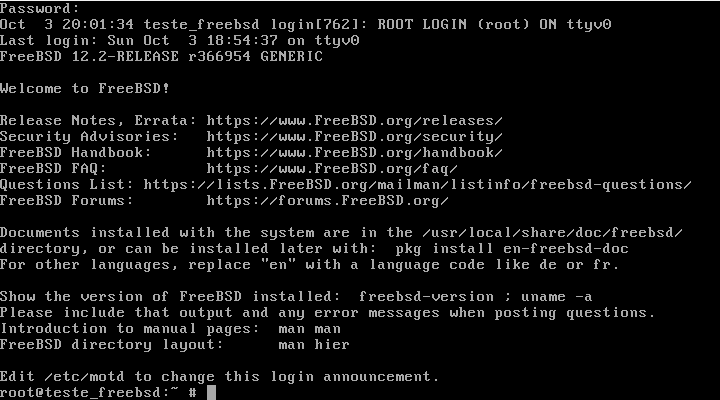 Password:
Oct  3 20:01:34 teste_freebsd login[762]: ROOT LOGIN (root) ON ttyv0
Last login: Sun Oct  3 18:54:37 on ttyv0
FreeBSD 12.2-RELEASE r366954 GENERIC

Welcome to FreeBSD!

Release Notes, Errata: https://www.FreeBSD.org/releases/
Security Advisories:   https://www.FreeBSD.org/security/
FreeBSD Handbook:      https://www.FreeBSD.org/handbook/
FreeBSD FAQ:           https://www.FreeBSD.org/faq/
Questions List: https://lists.FreeBSD.org/mailman/listinfo/freebsd-questions/
FreeBSD Forums:        https://forums.FreeBSD.org/

Documents installed with the system are in the /usr/local/share/doc/freebsd/
directory, or can be installed later with:  pkg install en-freebsd-doc
For other languages, replace "en" with a language code like de or fr.

Show the version of FreeBSD installed:  freebsd-version ; uname -a
Please include that output and any error messages when posting questions.
Introduction to manual pages:  man man
FreeBSD directory layout:      man hier

Edit /etc/motd to change this login announcement.
root@teste_freebsd:~ #